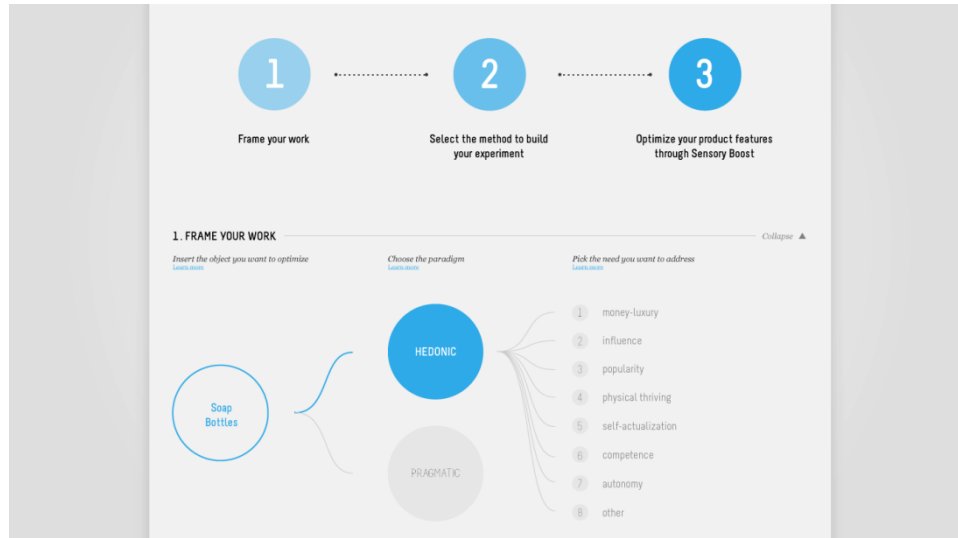 1
2
3
Frame your work
Select the method to build
your experiment
Optimize your product features
through Sensory Boost
1. FRAME YOUR WORK
Collapse
Insert the object you want to optimize
Learn more
Choose the paradigm
Learn more
Pick the need you want to address
Learn more
Soap
Bottles
HEDONIC
PRAGMATIC
1 money-luxury
2 influence
3 popularity
4 physical thriving
5 self-actualization
6 competence
7 autonomy
8 other